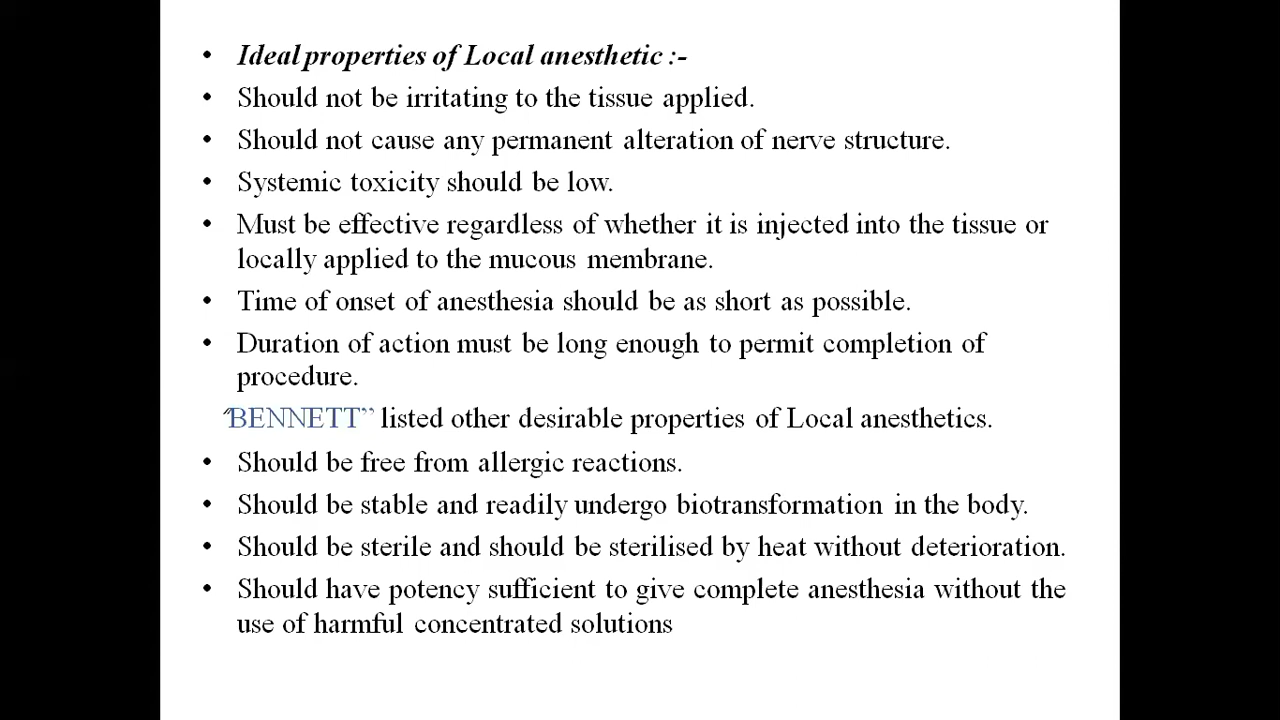 • Ideal properties of Local anesthetic :-
• Should not be irritating to the tissue applied.
• Should not cause any permanent alteration of nerve structure.
• Systemic toxicity should be low.
• Must be effective regardless of whether it is injected into the tissue or
locally applied to the mucous membrane.
• Time of onset of anesthesia should be as short as possible.
• Duration of action must be long enough to permit completion of
procedure.
“BENNETT” listed other desirable properties of Local anesthetics.
• Should be free from allergic reactions.
• Should be stable and readily undergo biotransformation in the body.
• Should be sterile and should be sterilised by heat without deterioration.
• Should have potency sufficient to give complete anesthesia without the
use of harmful concentrated solutions